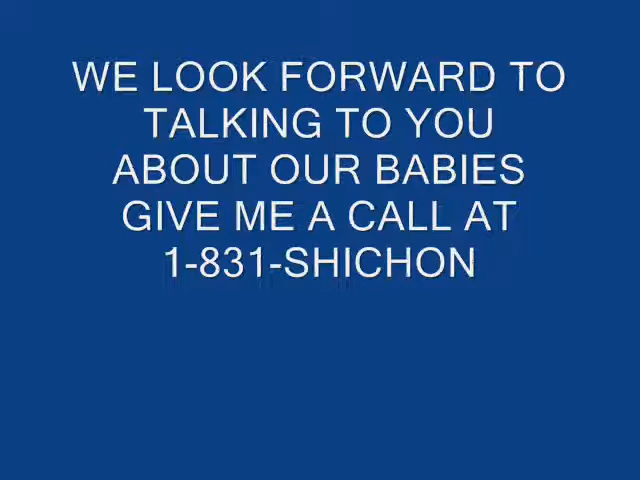 WE LOOK FORWARD TO
TALKING TO YOU
ABOUT OUR BABIES
GIVE ME A CALL AT
1-831-SHICHON